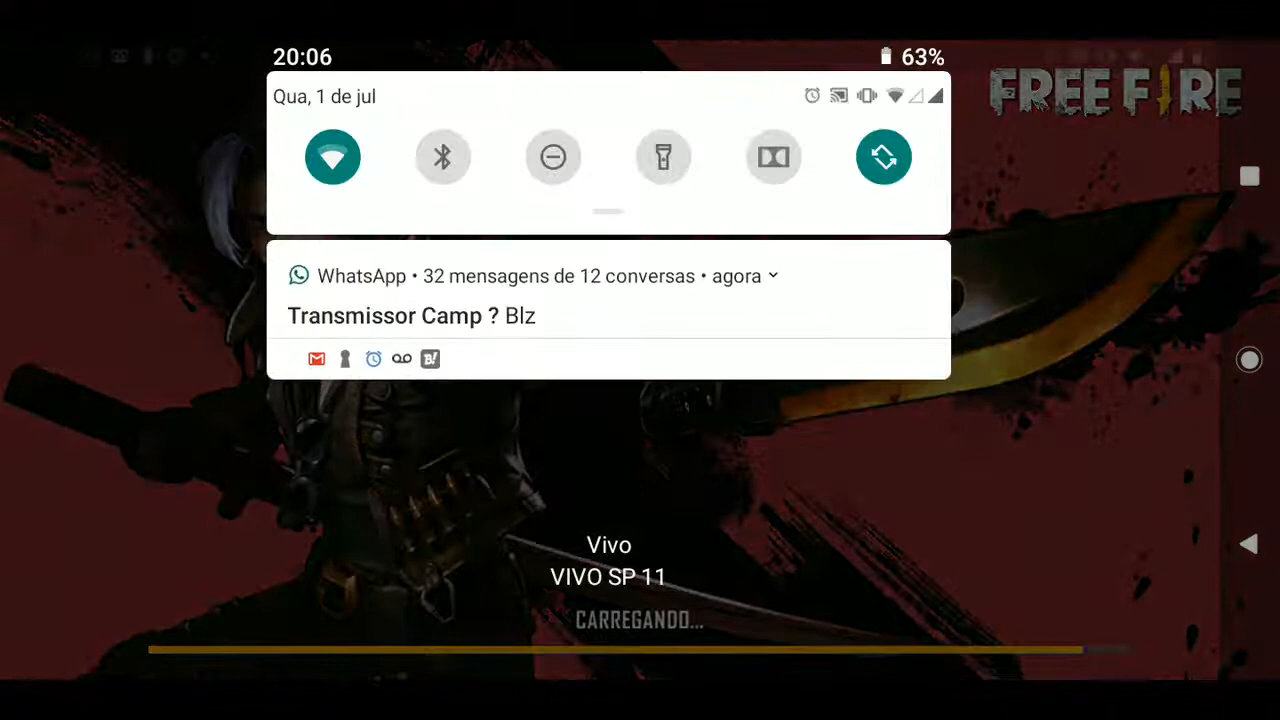 20:06
63%
Qua, 1 de jul
FREE FIRE
WhatsApp • 32 mensagens de 12 conversas • agora
Transmissor Camp ? Blz
B!
Vivo
VIVO SP 11
CARREGANDO...